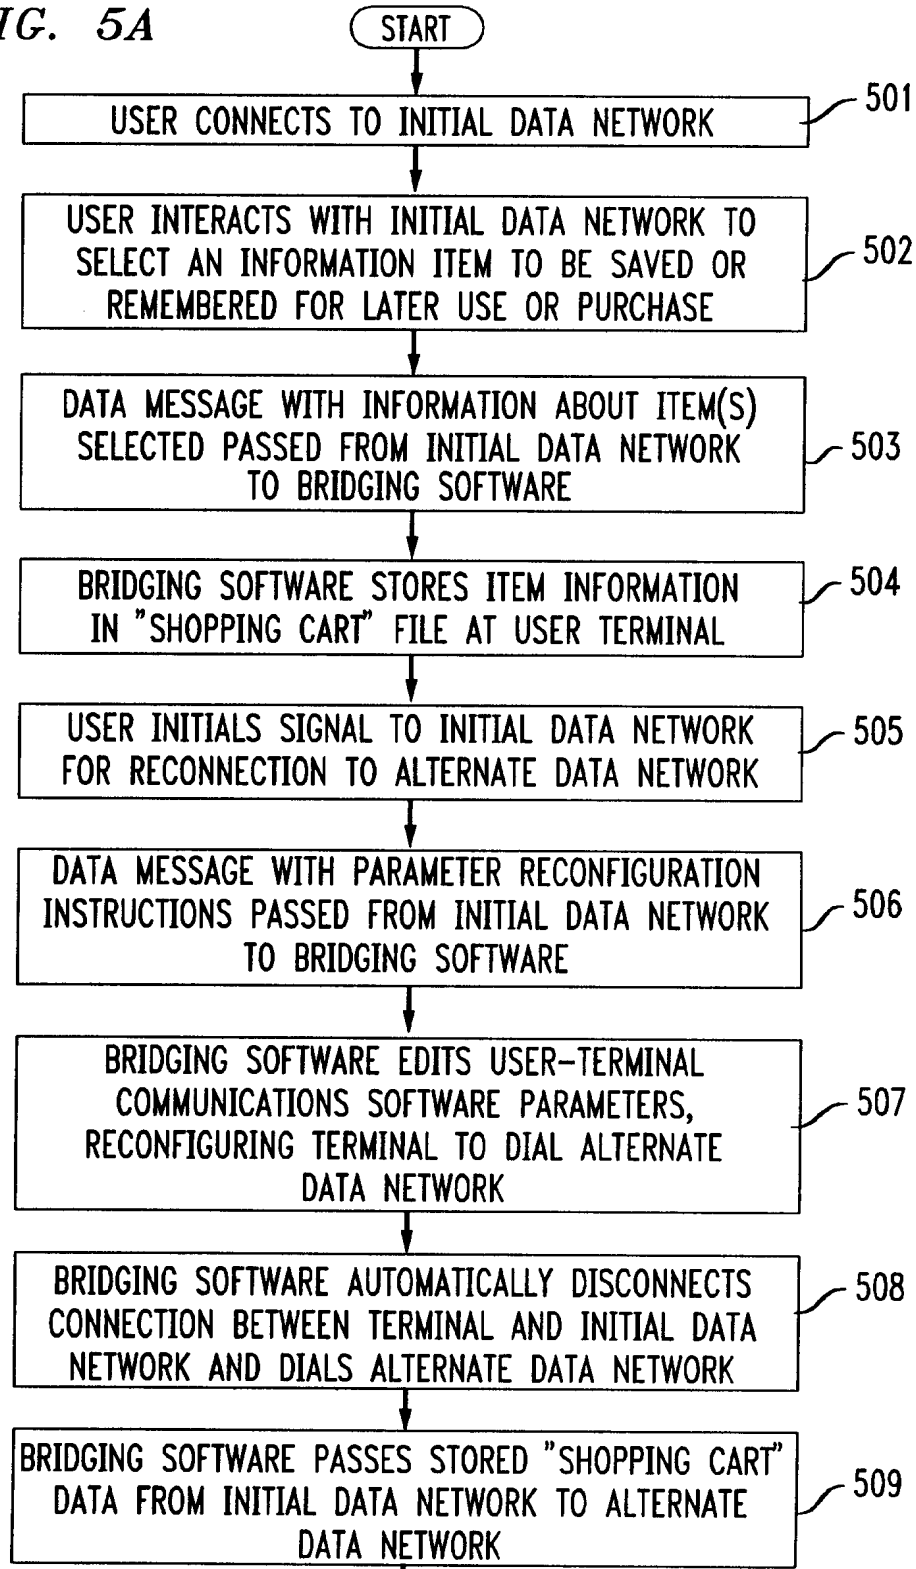 IG. 5A
START
USER CONNECTS TO INITIAL DATA NETWORK
501
USER INTERACTS WITH INITIAL DATA NETWORK TO
SELECT AN INFORMATION ITEM TO BE SAVED OR
REMEMBERED FOR LATER USE OR PURCHASE
502
DATA MESSAGE WITH INFORMATION ABOUT ITEM(S)
SELECTED PASSED FROM INITIAL DATA NETWORK
TO BRIDGING SOFTWARE
503
BRIDGING SOFTWARE STORES ITEM INFORMATION
IN "SHOPPING CART" FILE AT USER TERMINAL
504
USER INITIALS SIGNAL TO INITIAL DATA NETWORK
FOR RECONNECTION TO ALTERNATE DATA NETWORK
505
DATA MESSAGE WITH PARAMETER RECONFIGURATION
INSTRUCTIONS PASSED FROM INITIAL DATA NETWORK
TO BRIDGING SOFTWARE
506
BRIDGING SOFTWARE EDITS USER-TERMINAL
COMMUNICATIONS SOFTWARE PARAMETERS,
RECONFIGURING TERMINAL TO DIAL ALTERNATE
DATA NETWORK
507
BRIDGING SOFTWARE AUTOMATICALLY DISCONNECTS
CONNECTION BETWEEN TERMINAL AND INITIAL DATA
NETWORK AND DIALS ALTERNATE DATA NETWORK
508
BRIDGING SOFTWARE PASSES STORED "SHOPPING CART"
DATA FROM INITIAL DATA NETWORK TO ALTERNATE
DATA NETWORK
509